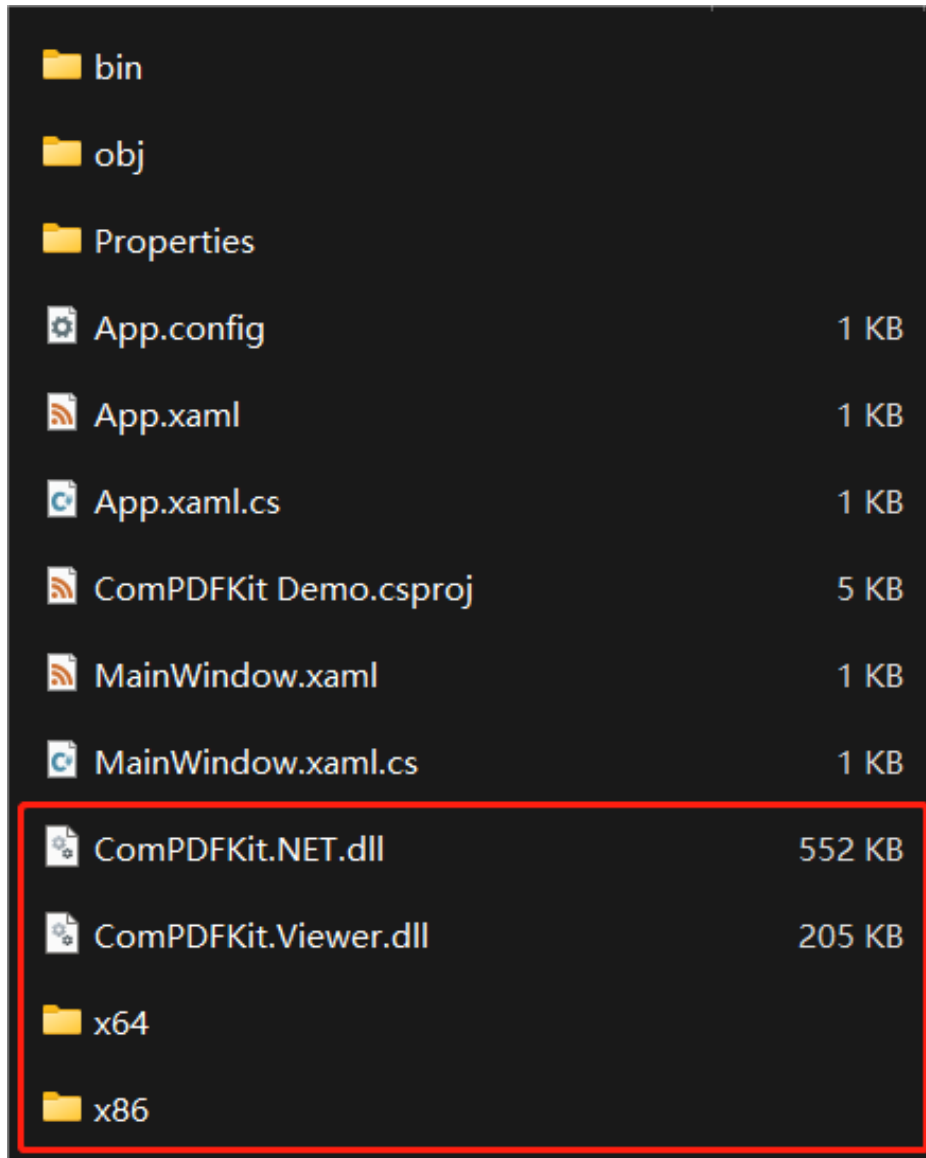 bin
obj
Properties
App.config 1 KB
App.xaml 1 KB
App.xaml.cs 1 KB
ComPDFKit Demo.csproj 5 KB
MainWindow.xaml 1 KB
MainWindow.xaml.cs 1 KB
ComPDFKit.NET.dll 552 KB
ComPDFKit.Viewer.dll 205 KB
x64
x86